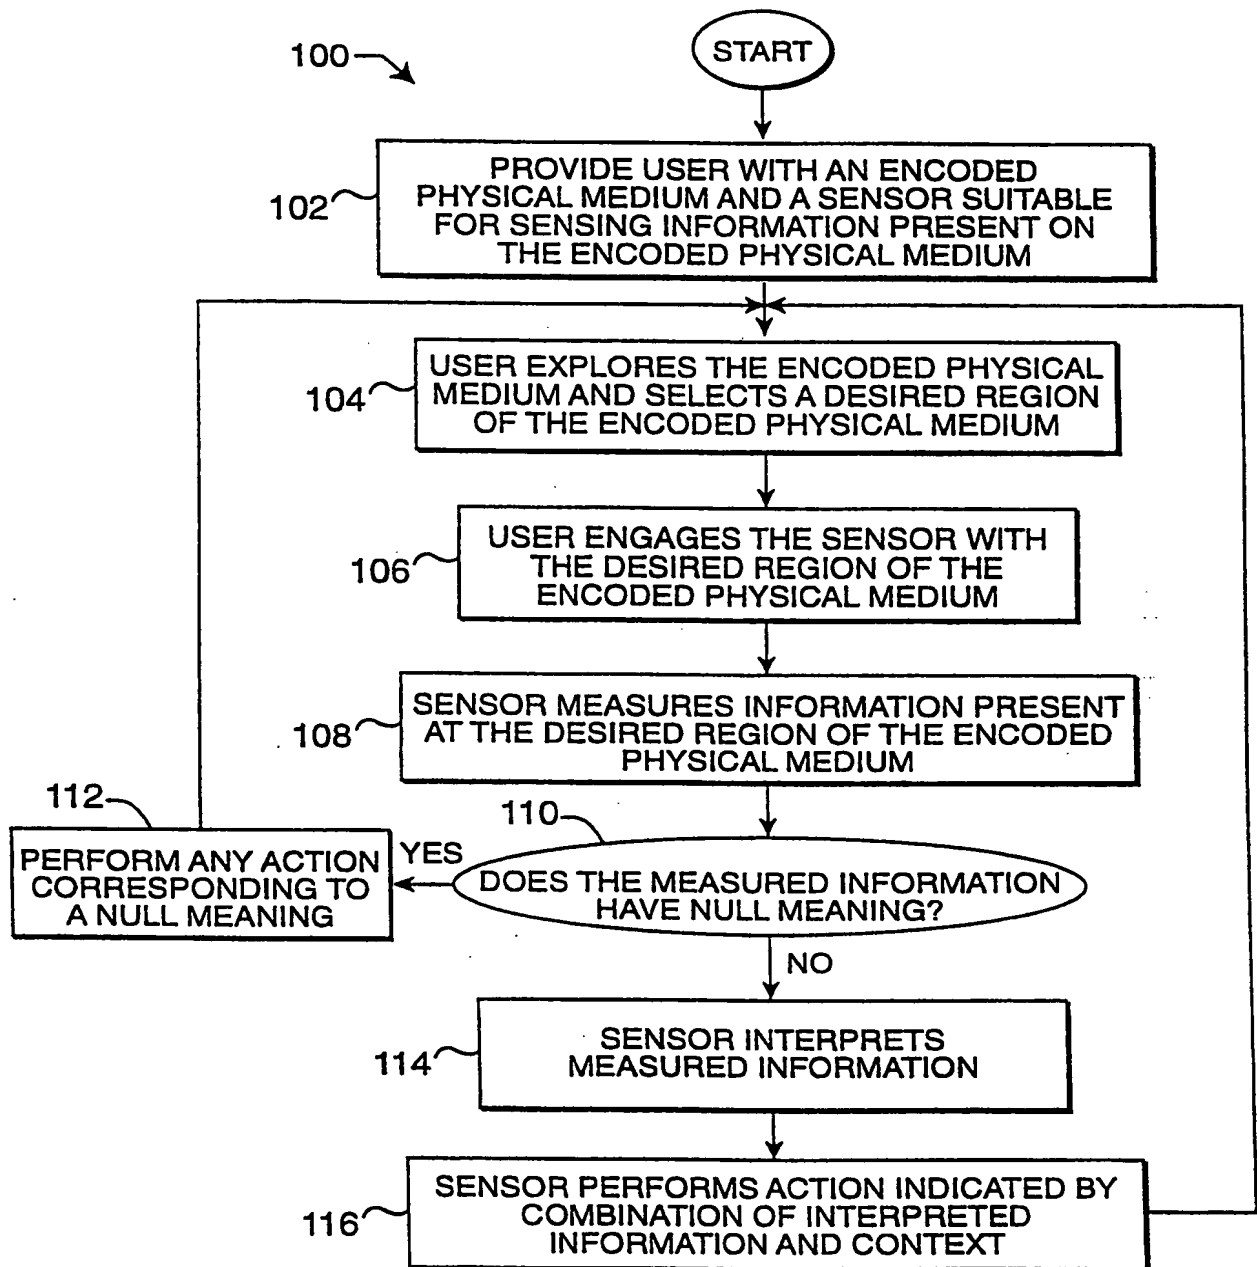 100
START
102
PROVIDE USER WITH AN ENCODED
PHYSICAL MEDIUM AND A SENSOR SUITABLE
FOR SENSING INFORMATION PRESENT ON
THE ENCODED PHYSICAL MEDIUM
104
USER EXPLORES THE ENCODED PHYSICAL
MEDIUM AND SELECTS A DESIRED REGION
OF THE ENCODED PHYSICAL MEDIUM
106
USER ENGAGES THE SENSOR WITH
THE DESIRED REGION OF THE
ENCODED PHYSICAL MEDIUM
108
SENSOR MEASURES INFORMATION PRESENT
AT THE DESIRED REGION OF THE ENCODED
PHYSICAL MEDIUM
110
DOES THE MEASURED INFORMATION
HAVE NULL MEANING?
YES
112
PERFORM ANY ACTION
CORRESPONDING TO
A NULL MEANING
NO
114
SENSOR INTERPRETS
MEASURED INFORMATION
116
SENSOR PERFORMS ACTION INDICATED BY
COMBINATION OF INTERPRETED
INFORMATION AND CONTEXT